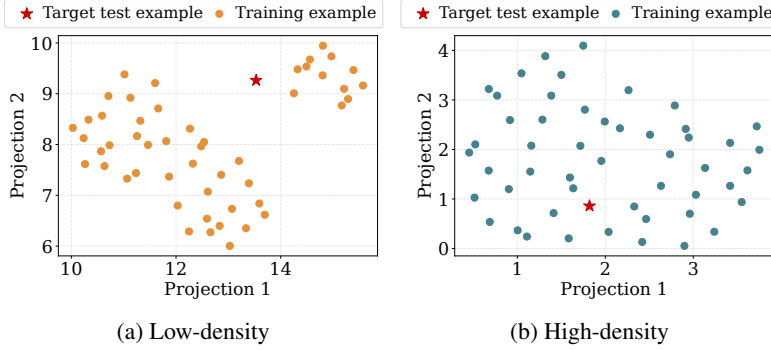 Target test example Training example
Projection 2
10
9
8
7
6
10 12 14
Projection 1
(a) Low-density
Target test example Training example
Projection 2
4
3
2
1
0
1 2 3
Projection 1
(b) High-density